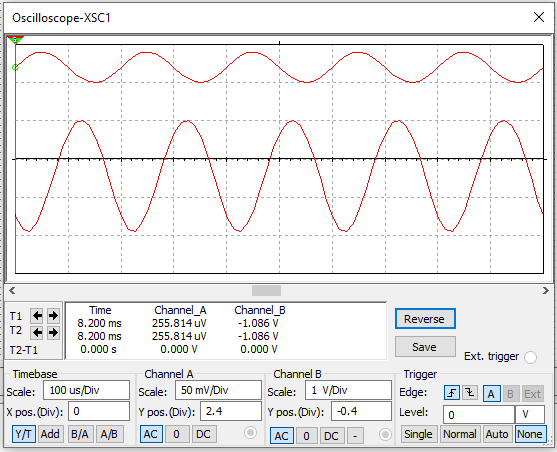 Oscilloscope-XSC1
T1
T2
T2-T1
Time Channel_A Channel_B
8.200 ms 255.814 uV -1.086 V
8.200 ms 255.814 uV -1.086 V
0.000 s 0.000 V 0.000 V
Reverse
Save
Ext. trigger
Timebase
Scale: 100 us/Div
X pos.(Div): 0
Y/T Add B/A A/B
Channel A
Scale: 50 mV/Div
Y pos.(Div): 2.4
AC 0 DC
Channel B
Scale: 1 V/Div
Y pos.(Div): -0.4
AC 0 DC -
Trigger
Edge: A B Ext
Level: 0 V
Single Normal Auto None